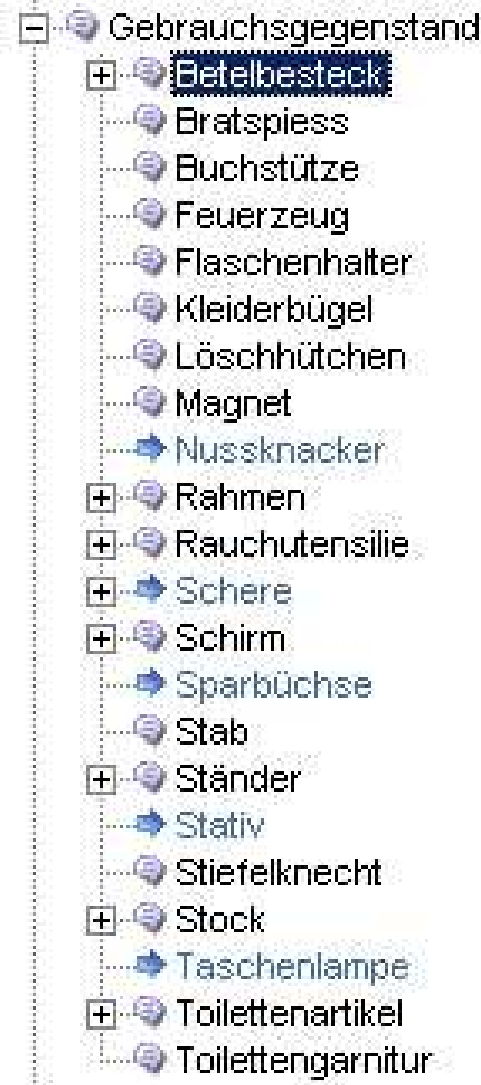 Gebrauchsgegenstand
Betelbesteck
Bratspiess
Buchstütze
Feuerzeug
Flaschenhalter
Kleiderbügel
Löschhütchen
Magnet
Nussknacker
Rahmen
Rauchutensilie
Schere
Schirm
Sparbüchse
Stab
Ständer
Stativ
Stiefelknecht
Stock
Taschenlampe
Toilettenartikel
Toilettengarnitur